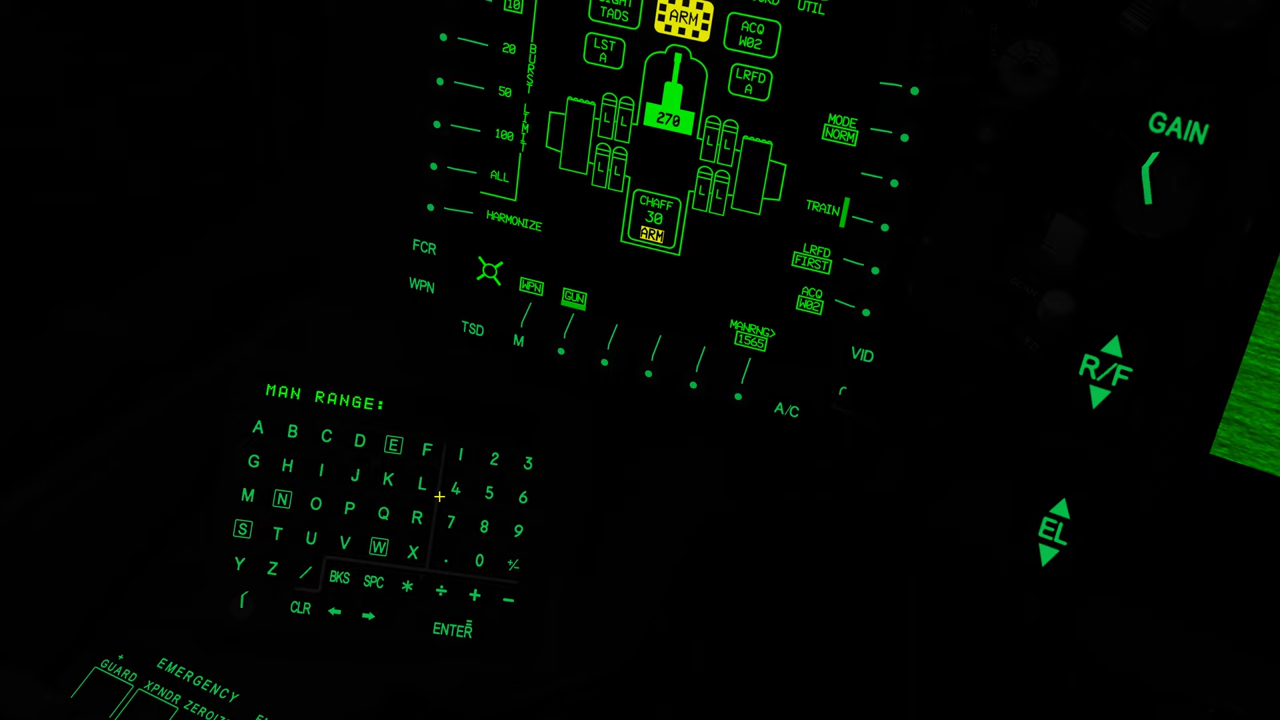 10
TADS
ARM
UTIL
ACQ
W02
20
LST
A
LRFD
A
50
BURST LIMIT
GAIN
270
L L L L
100
MODE
NORM
L L L L
ALL
CHAFF
30
ARM
TRAIN
HARMONIZE
FCR
LRFD
FIRST
WPN
WPN
GUN
ACQ
W02
TSD
M
MANRNG>
1565
VID
R/F
A/C
MAN RANGE:
A B C D E F 1 2 3
G H I J K L 4 5 6
M N O P Q R 7 8 9
S T U V W X . 0 +/-
Y Z / BKS SPC * ÷ + -
CLR ← → ENTER =
EL
EMERGENCY
GUARD
XPNDR